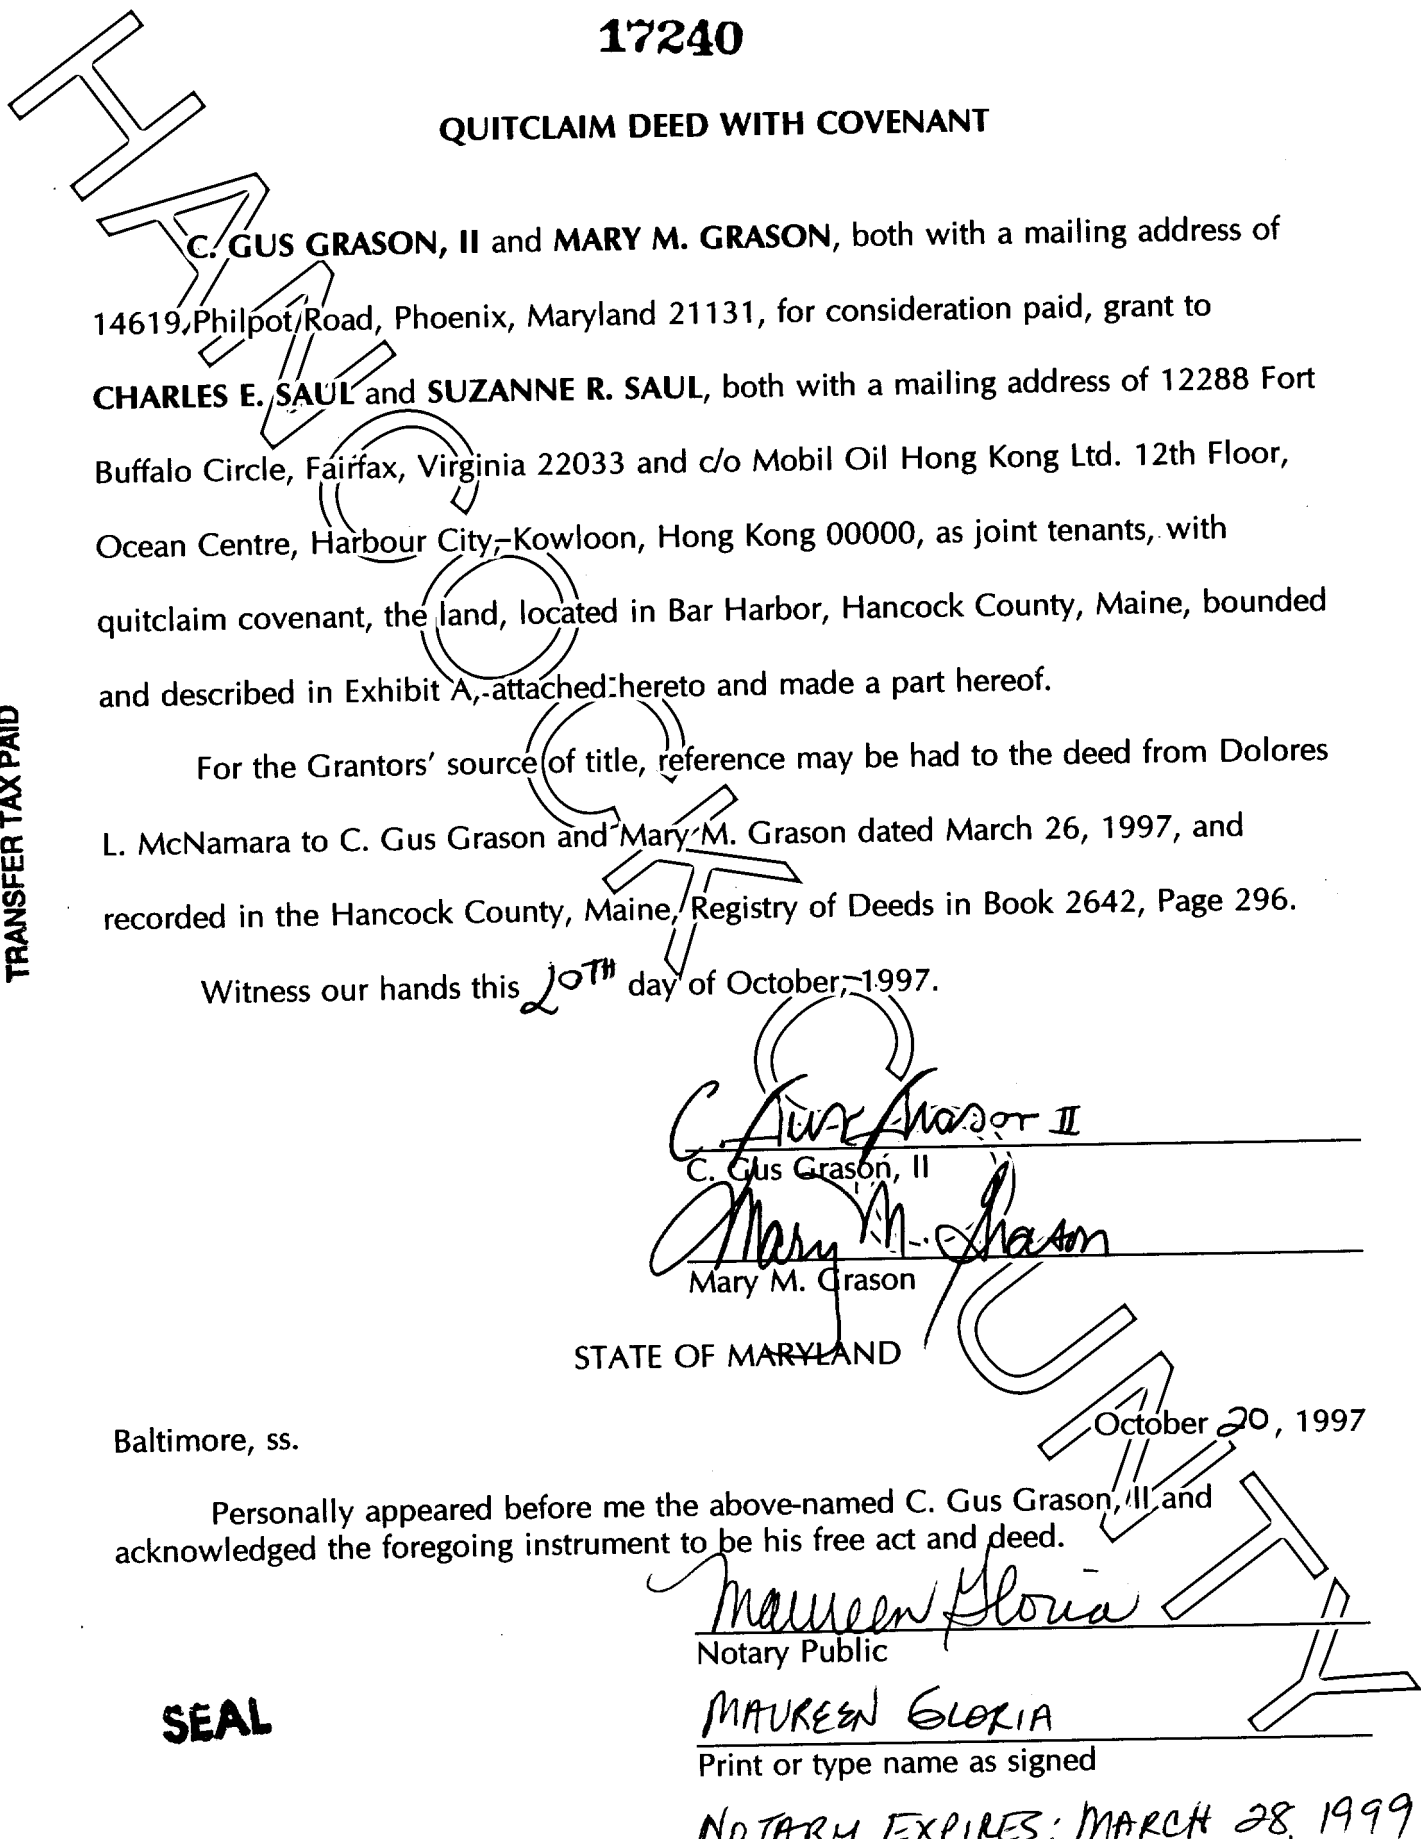 17240
QUITCLAIM DEED WITH COVENANT
C. GUS GRASON, II and MARY M. GRASON, both with a mailing address of
14619 Philpot Road, Phoenix, Maryland 21131, for consideration paid, grant to
CHARLES E. SAUL and SUZANNE R. SAUL, both with a mailing address of 12288 Fort
Buffalo Circle, Fairfax, Virginia 22033 and c/o Mobil Oil Hong Kong Ltd. 12th Floor,
Ocean Centre, Harbour City, Kowloon, Hong Kong 00000, as joint tenants, with
quitclaim covenant, the land, located in Bar Harbor, Hancock County, Maine, bounded
and described in Exhibit A, attached hereto and made a part hereof.
For the Grantors' source of title, reference may be had to the deed from Dolores
L. McNamara to C. Gus Grason and Mary M. Grason dated March 26, 1997, and
recorded in the Hancock County, Maine, Registry of Deeds in Book 2642, Page 296.
Witness our hands this 20TH day of October, 1997.
C. Gus Grason II
C. Gus Grason, II
Mary M. Grason
Mary M. Grason
STATE OF MARYLAND
Baltimore, ss.
October 20, 1997
Personally appeared before me the above-named C. Gus Grason, II and
acknowledged the foregoing instrument to be his free act and deed.
Maureen Gloria
Notary Public
SEAL
MAUREEN GLORIA
Print or type name as signed
NOTARY EXPIRES: MARCH 28, 1999
TRANSFER TAX PAID
HANCOCK COUNTY